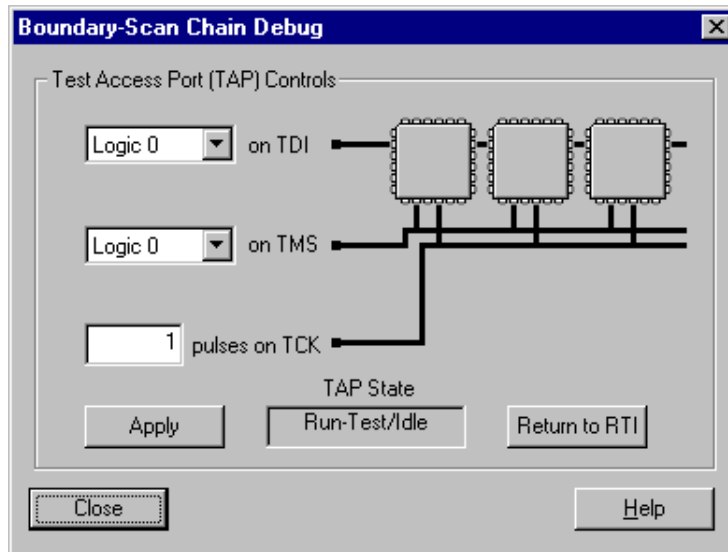 Boundary-Scan Chain Debug
Test Access Port (TAP) Controls
Logic 0 on TDI
Logic 0 on TMS
1 pulses on TCK
TAP State
Apply Run-Test/Idle Return to RTI
Close Help